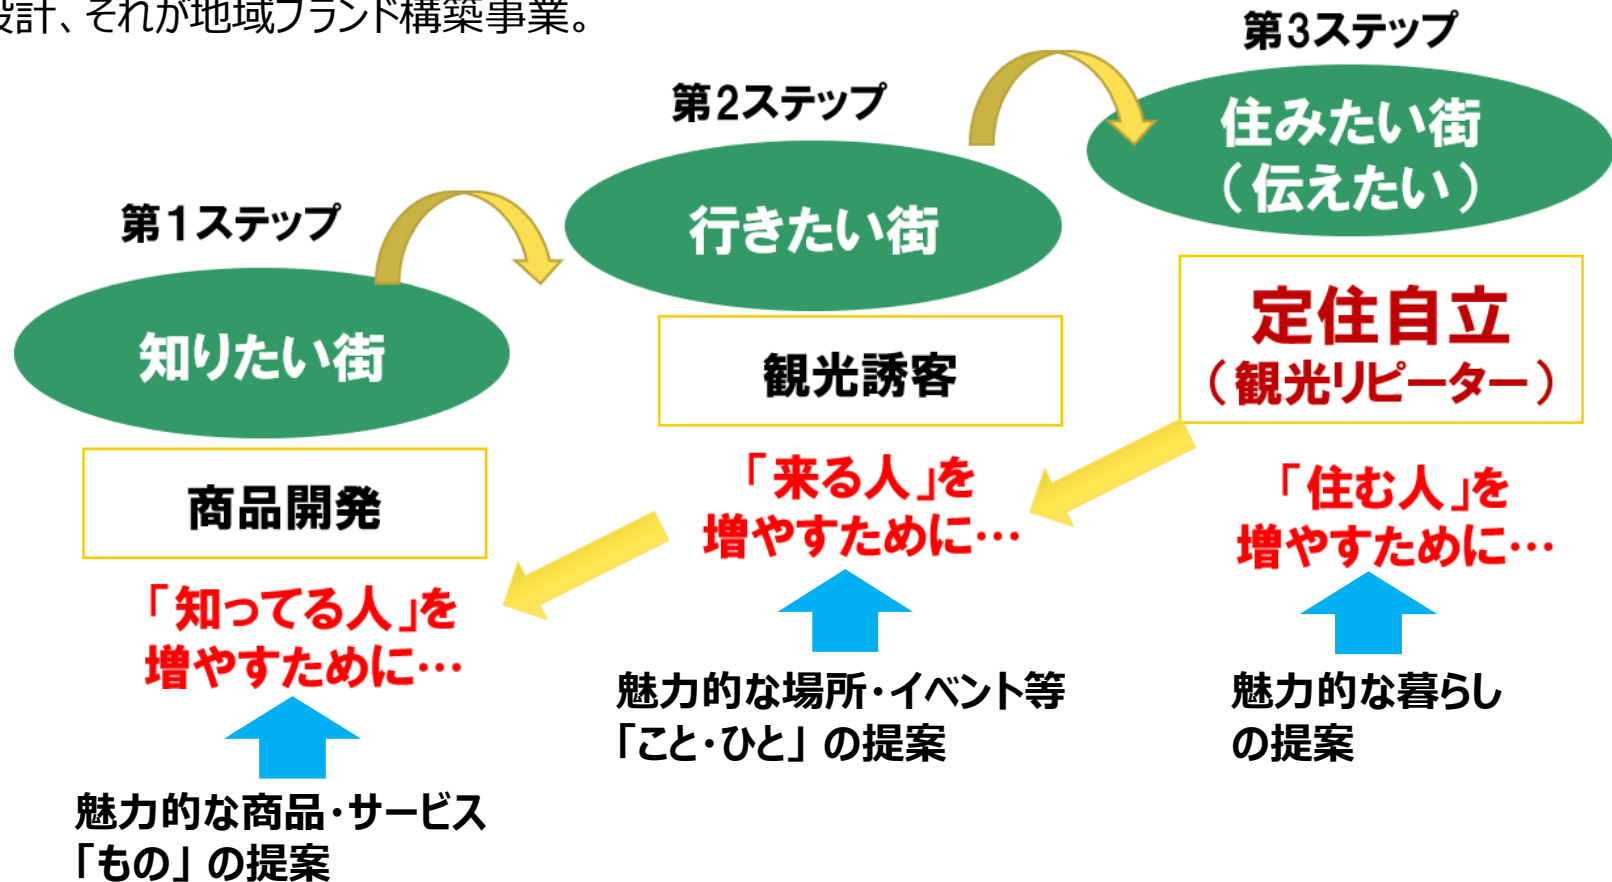 設計、それが地域ブランド構築事業。
第1ステップ
知りたい街
商品開発
「知ってる人」を
増やすために…
魅力的な商品・サービス
「もの」の提案
第2ステップ
行きたい街
観光誘客
「来る人」を
増やすために…
魅力的な場所・イベント等
「こと・ひと」の提案
第3ステップ
住みたい街
（伝えたい）
定住自立
（観光リピーター）
「住む人」を
増やすために…
魅力的な暮らし
の提案